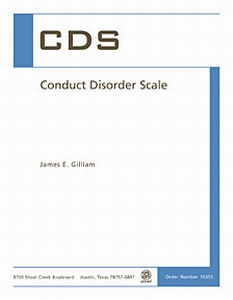 CDS
Conduct Disorder Scale
James E. Gilliam
8700 Shoal Creek Boulevard Austin, Texas 78757-6897 Order Number 10355